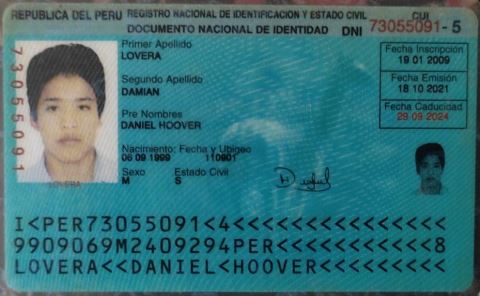 REPUBLICA DEL PERU REGISTRO NACIONAL DE IDENTIFICACION Y ESTADO CIVIL CUI
DOCUMENTO NACIONAL DE IDENTIDAD DNI 73055091 - 5
73055091
Primer Apellido
LOVERA
Segundo Apellido
DAMIAN
Pre Nombres
DANIEL HOOVER
Nacimiento: Fecha y Ubigeo
06 09 1999 110901
Sexo Estado Civil
M S
Fecha Inscripción
19 01 2009
Fecha Emisión
18 10 2021
Fecha Caducidad
29 09 2024
LOVERA
I<PER73055091<4<<<<<<<<<<<<<<<
9909069M2409294PER<<<<<<<<<<<8
LOVERA<<DANIEL<HOOVER<<<<<<<<<